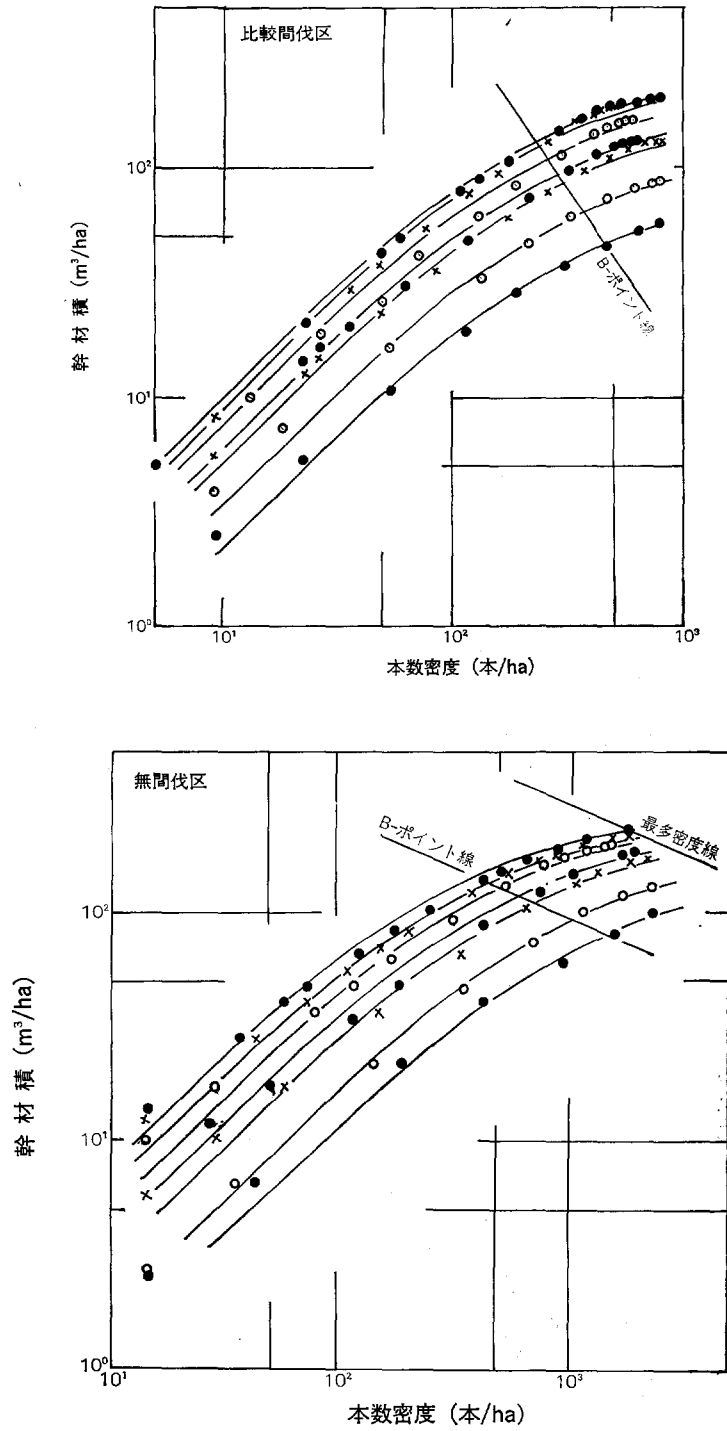 比較間伐区
10²
10¹
10⁰
幹材積 (m³/ha)
B-ポイント線
10¹
10²
10³
本数密度 (本/ha)
無間伐区
B-ポイント線
最多密度線
10²
10¹
10⁰
幹材積 (m³/ha)
10¹
10²
10³
本数密度 (本/ha)